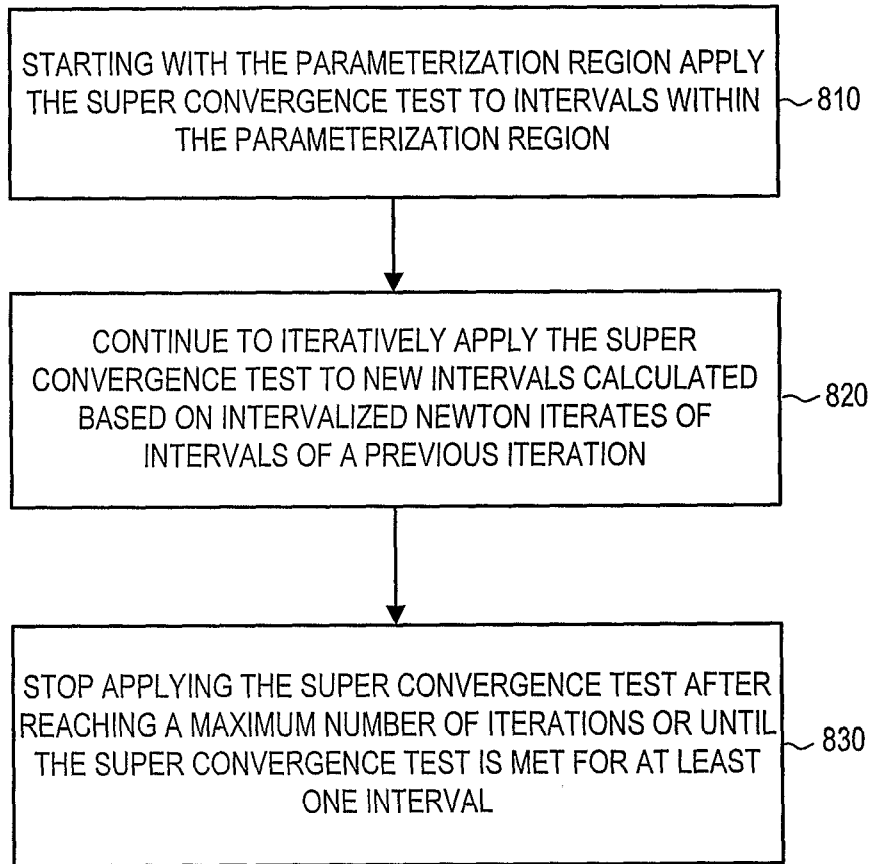 STARTING WITH THE PARAMETERIZATION REGION APPLY
THE SUPER CONVERGENCE TEST TO INTERVALS WITHIN
THE PARAMETERIZATION REGION
810
CONTINUE TO ITERATIVELY APPLY THE SUPER
CONVERGENCE TEST TO NEW INTERVALS CALCULATED
BASED ON INTERVALIZED NEWTON ITERATES OF
INTERVALS OF A PREVIOUS ITERATION
820
STOP APPLYING THE SUPER CONVERGENCE TEST AFTER
REACHING A MAXIMUM NUMBER OF ITERATIONS OR UNTIL
THE SUPER CONVERGENCE TEST IS MET FOR AT LEAST
ONE INTERVAL
830